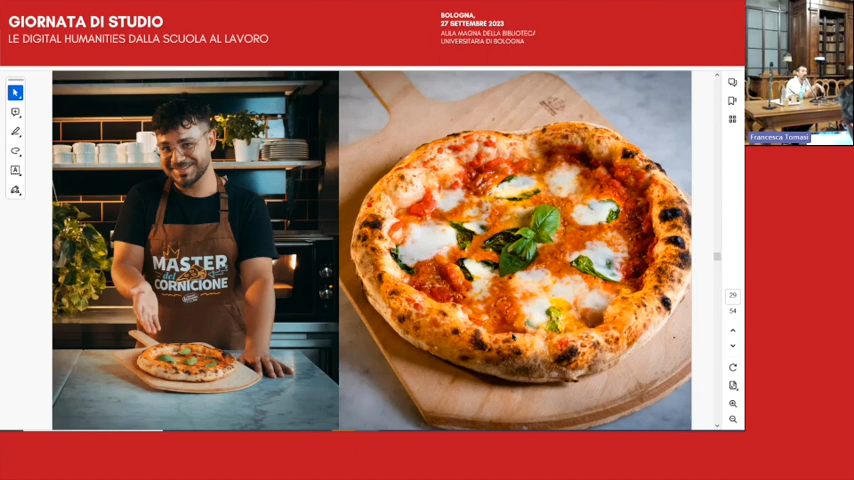 GIORNATA DI STUDIO
LE DIGITAL HUMANITIES DALLA SCUOLA AL LAVORO
BOLOGNA,
27 SETTEMBRE 2023
AULA MAGNA DELLA BIBLIOTECA
UNIVERSITARIA DI BOLOGNA
Francesca Tomasi
MASTER
del
CORNICIONE
29
54